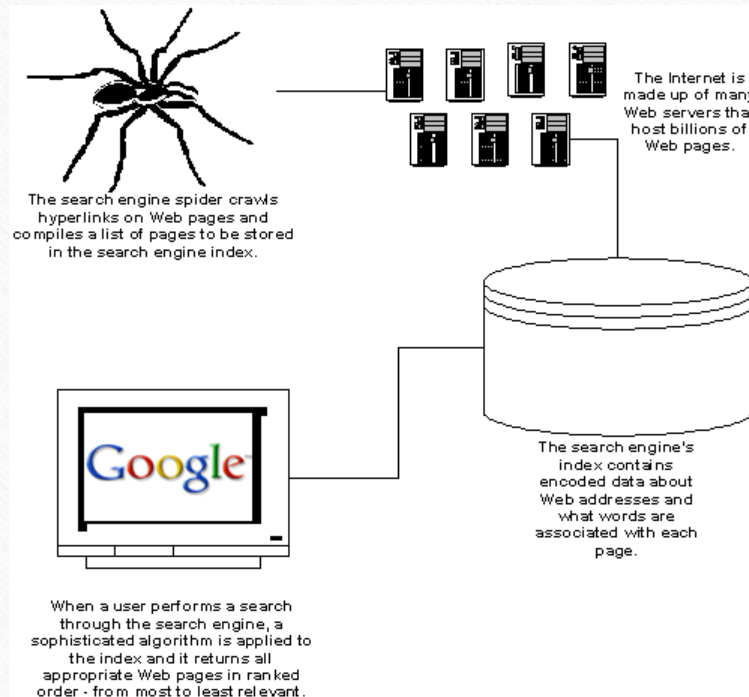 The search engine spider crawls
hyperlinks on Web pages and
compiles a list of pages to be stored
in the search engine index.
The Internet is
made up of many
Web servers that
host billions of
Web pages.
The search engine's
index contains
encoded data about
Web addresses and
what words are
associated with each
page.
Google
When a user performs a search
through the search engine, a
sophisticated algorithm is applied to
the index and it returns all
appropriate Web pages in ranked
order - from most to least relevant.